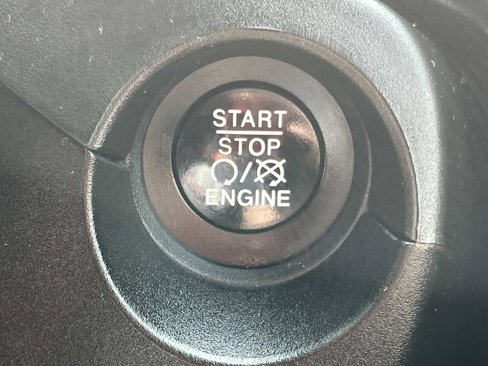 START
STOP
/
ENGINE